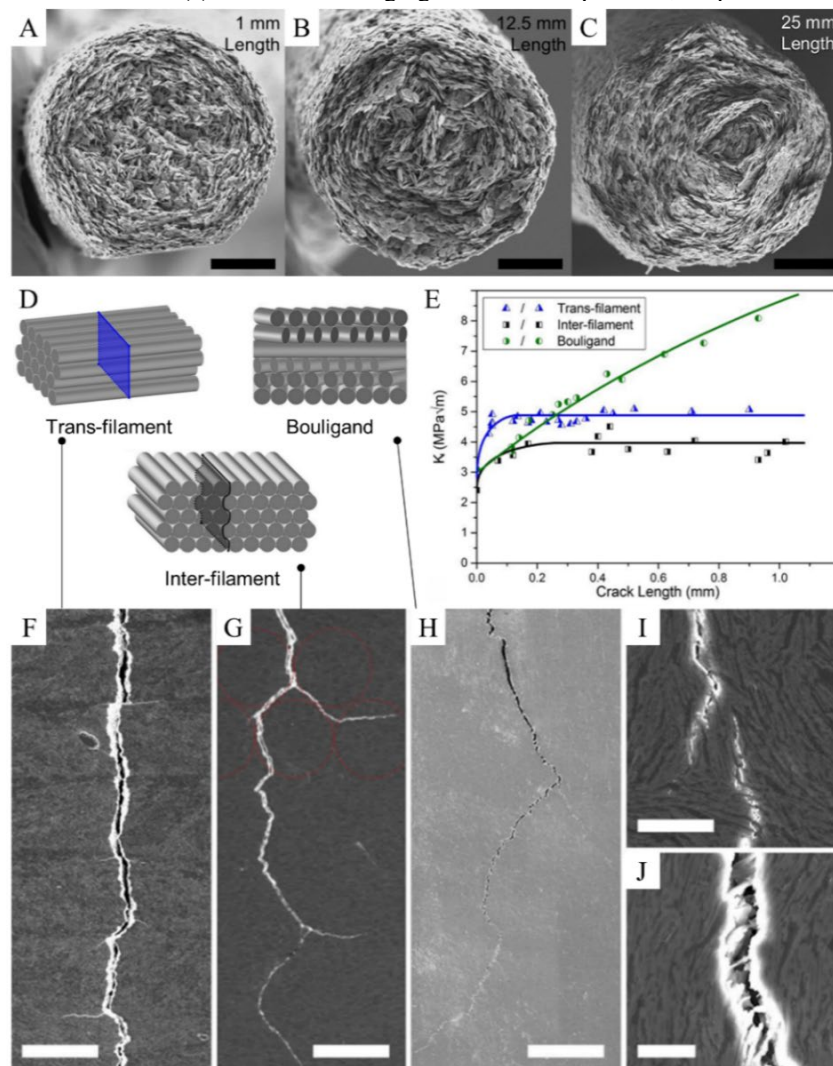 A
1 mm
Length
B
12.5 mm
Length
C
25 mm
Length
D
Trans-filament
Bouligand
Inter-filament
E
/ Trans-filament
/ Inter-filament
/ Bouligand
8
7
6
5
4
3
2
1
0
K (MPa√m)
0.0 0.2 0.4 0.6 0.8 1.0
Crack Length (mm)
F
G
H
I
J